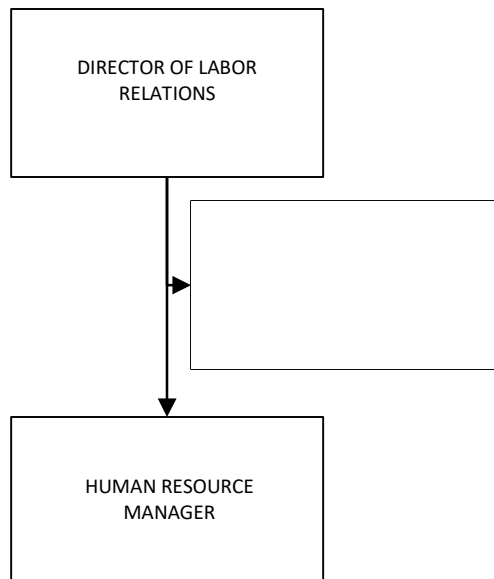 DIRECTOR OF LABOR
RELATIONS
HUMAN RESOURCE
MANAGER